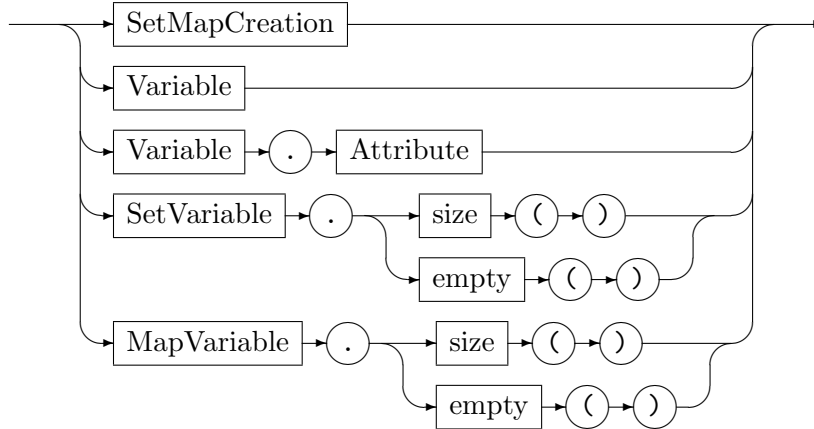 SetMapCreation
Variable
Variable . Attribute
SetVariable . size ( )
empty ( )
MapVariable . size ( )
empty ( )